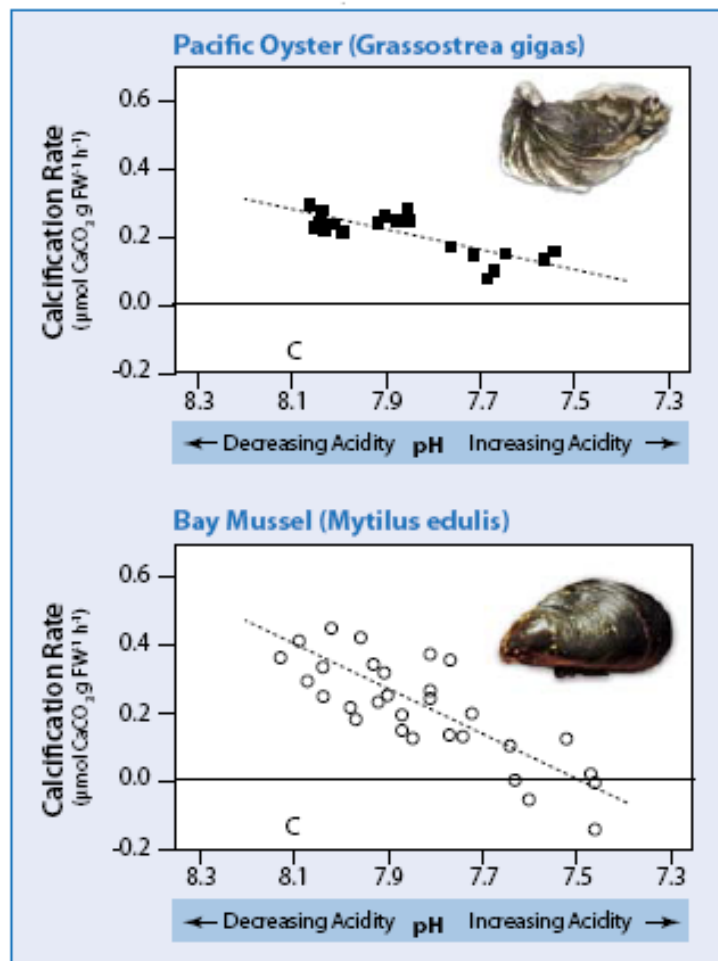 Pacific Oyster (Grassostrea gigas)
Calcification Rate
(µmol CaCO₂ g FW⁻¹ h⁻¹)
0.6
0.4
0.2
0.0
-0.2
C
8.3 8.1 7.9 7.7 7.5 7.3
← Decreasing Acidity pH Increasing Acidity →
Bay Mussel (Mytilus edulis)
Calcification Rate
(µmol CaCO₂ g FW⁻¹ h⁻¹)
0.6
0.4
0.2
0.0
-0.2
C
8.3 8.1 7.9 7.7 7.5 7.3
← Decreasing Acidity pH Increasing Acidity →